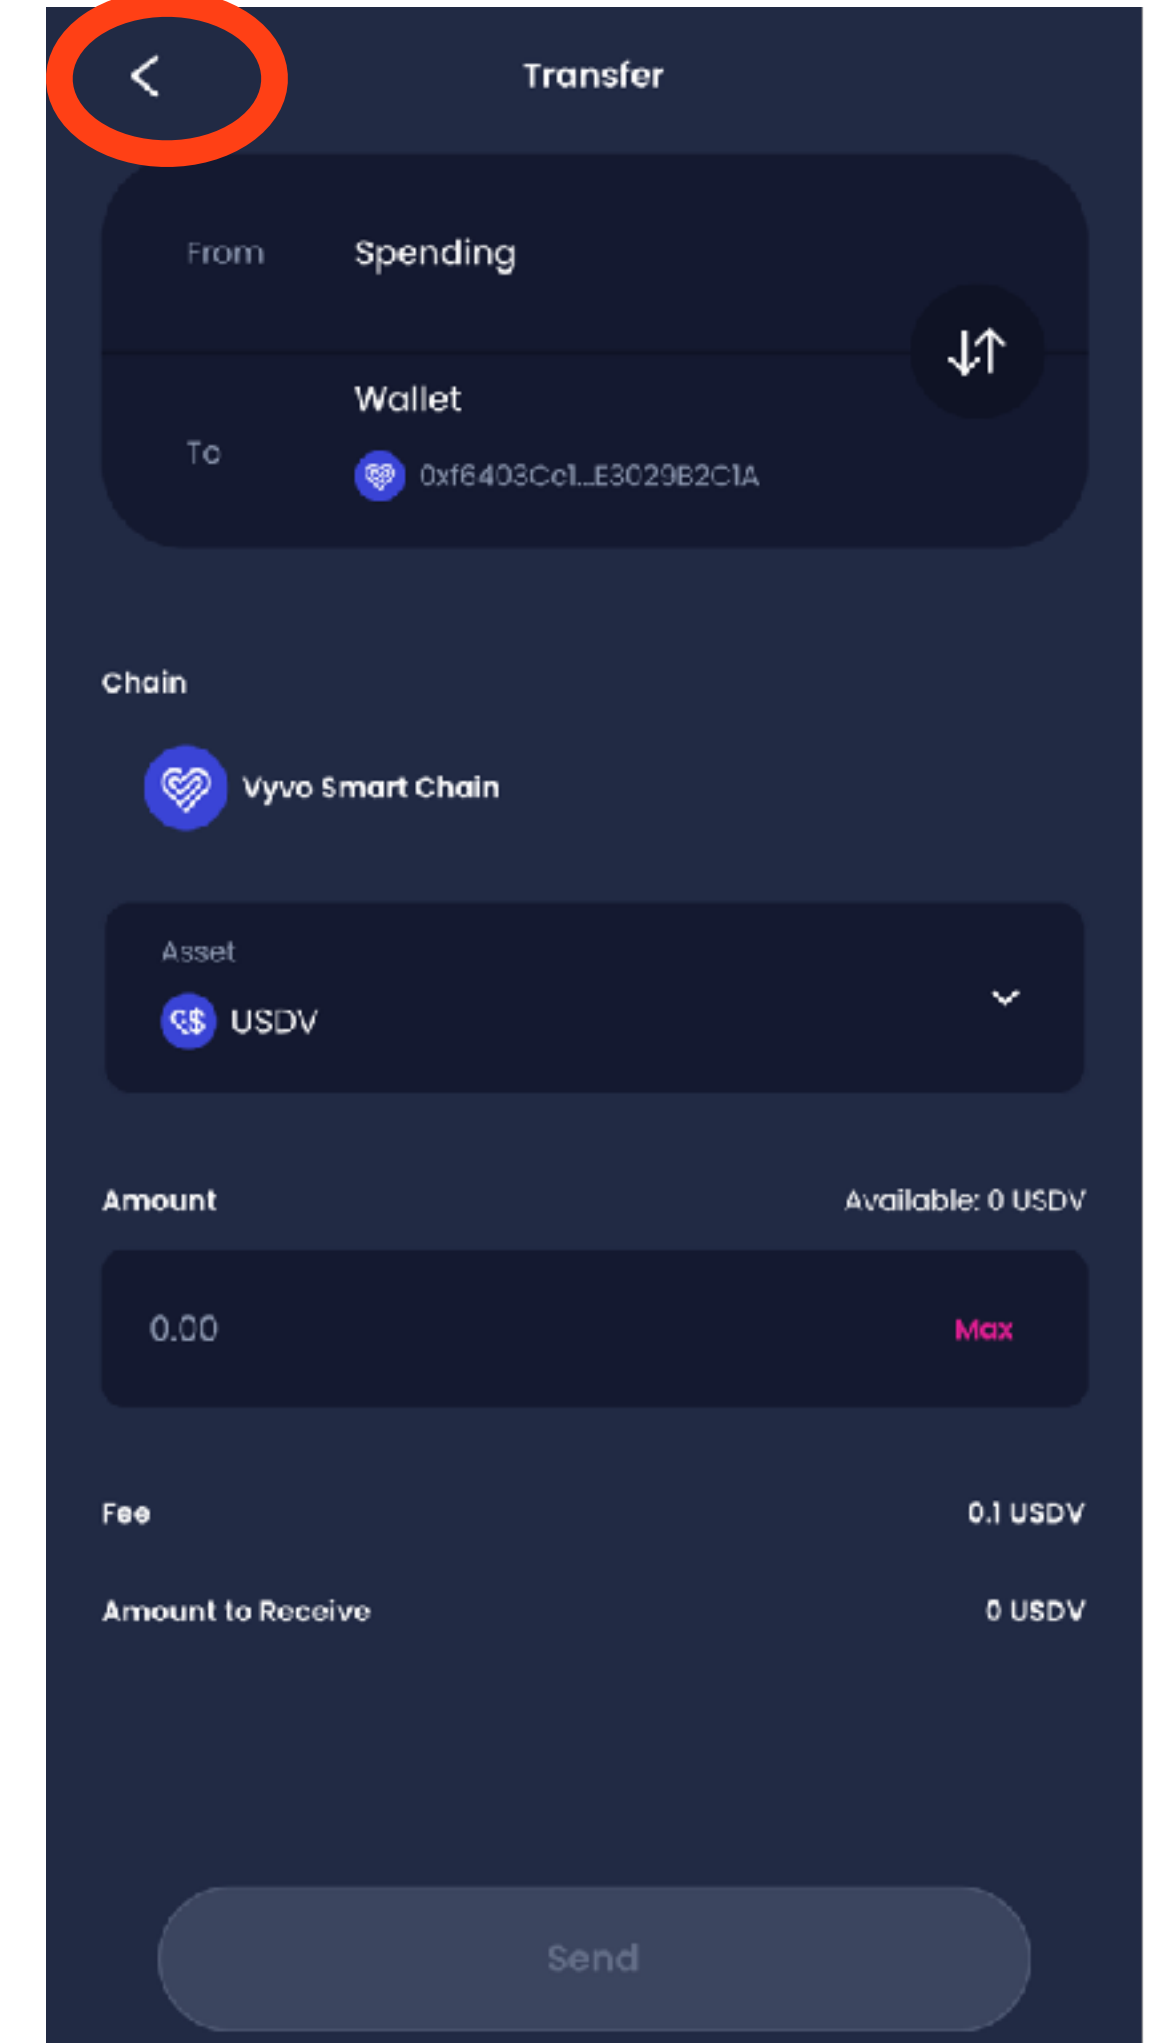 Transfer
From Spending
Wallet
To
0xf6403Cc1...E3029B2C1A
Chain
Vyvo Smart Chain
Asset
USDV
Amount Available: 0 USDV
0.00 Max
Fee 0.1 USDV
Amount to Receive 0 USDV
Send